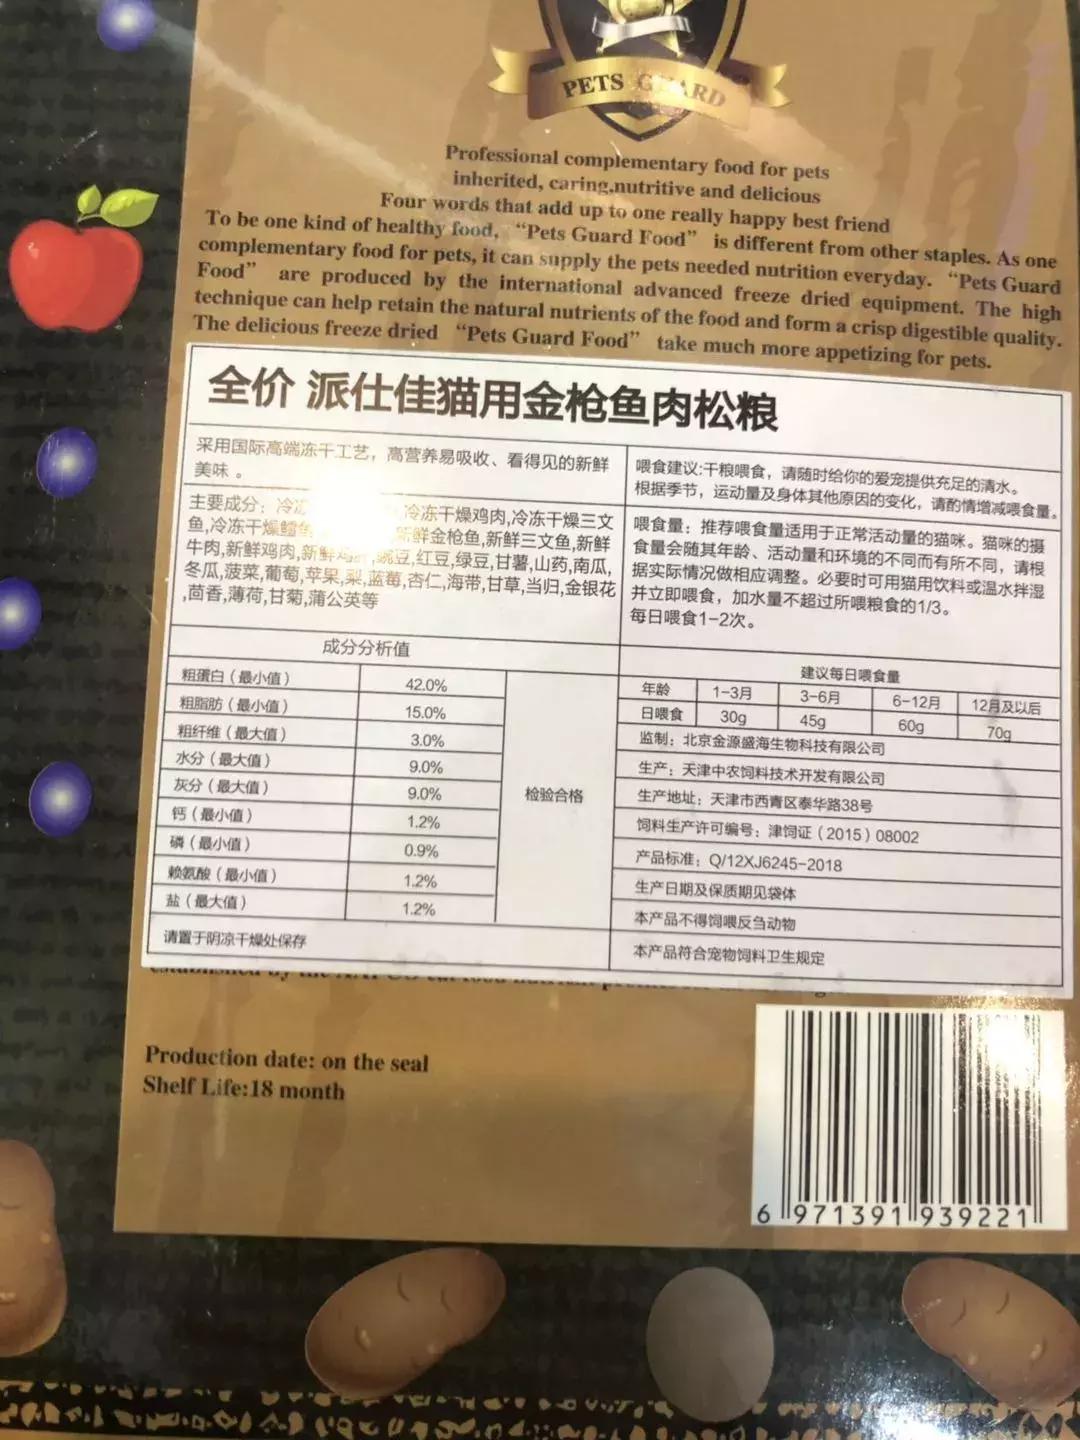 PETS GUARD
Professional complementary food for pets
inherited, caring,nutritive and delicious
Four words that add up to one really happy best friend
To be one kind of healthy food, “Pets Guard Food” is different from other staples. As one
complementary food for pets, it can supply the pets needed nutrition everyday. “Pets Guard
Food” are produced by the international advanced freeze dried equipment. The high
technique can help retain the natural nutrients of the food and form a crisp digestible quality.
The delicious freeze dried “Pets Guard Food” take much more appetizing for pets.
全价 派仕佳猫用金枪鱼肉松粮
采用国际高端冻干工艺，高营养易吸收、看得见的新鲜
美味 。
主要成分：冷冻 冷冻干燥鸡肉,冷冻干燥三文
鱼,冷冻干燥鳕鱼 新鲜金枪鱼,新鲜三文鱼,新鲜
牛肉,新鲜鸡肉,新鲜鸡肝,豌豆,红豆,绿豆,甘薯,山药,南瓜,
冬瓜,菠菜,葡萄,苹果,梨,蓝莓,杏仁,海带,甘草,当归,金银花
,茴香,薄荷,甘菊,蒲公英等
喂食建议:干粮喂食，请随时给你的爱宠提供充足的清水。
根据季节，运动量及身体其他原因的变化，请酌情增减喂食量。
喂食量：推荐喂食量适用于正常活动量的猫咪。猫咪的摄
食量会随其年龄、活动量和环境的不同而有所不同，请根
据实际情况做相应调整。必要时可用猫用饮料或温水拌湿
并立即喂食，加水量不超过所喂粮食的1/3。
每日喂食1-2次。
成分分析值
粗蛋白（最小值） 42.0%
粗脂肪（最小值） 15.0%
粗纤维（最大值） 3.0%
水分（最大值） 9.0%
灰分（最大值） 9.0%
钙（最小值） 1.2%
磷（最小值） 0.9%
赖氨酸（最小值） 1.2%
盐（最大值） 1.2%
检验合格
请置于阴凉干燥处保存
建议每日喂食量
年龄 1-3月 3-6月 6-12月 12月及以后
日喂食 30g 45g 60g 70g
监制：北京金源盛海生物科技有限公司
生产：天津中农饲料技术开发有限公司
生产地址：天津市西青区泰华路38号
饲料生产许可编号：津饲证（2015）08002
产品标准：Q/12XJ6245-2018
生产日期及保质期见袋体
本产品不得饲喂反刍动物
本产品符合宠物饲料卫生规定
Production date: on the seal
Shelf Life:18 month
6 971391 939221